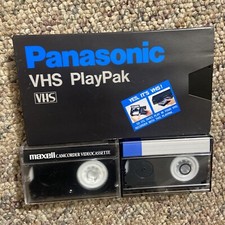 Panasonic
VHS PlayPak
VHS
YES, IT'S VHS!
maxell
CAMCORDER VIDEOCASSETTE